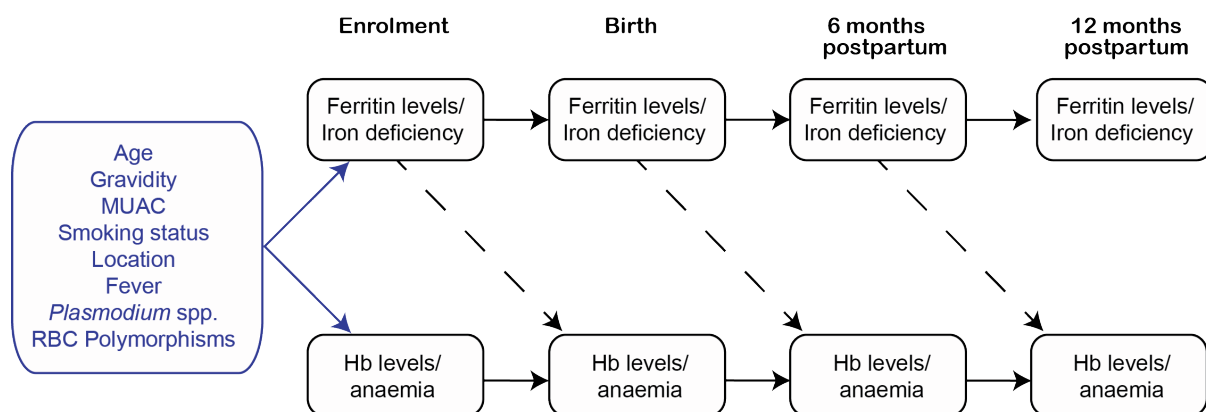 Enrolment
Birth
6 months
postpartum
12 months
postpartum
Ferritin levels/
Iron deficiency
Ferritin levels/
Iron deficiency
Ferritin levels/
Iron deficiency
Ferritin levels/
Iron deficiency
Age
Gravidity
MUAC
Smoking status
Location
Fever
Plasmodium spp.
RBC Polymorphisms
Hb levels/
anaemia
Hb levels/
anaemia
Hb levels/
anaemia
Hb levels/
anaemia